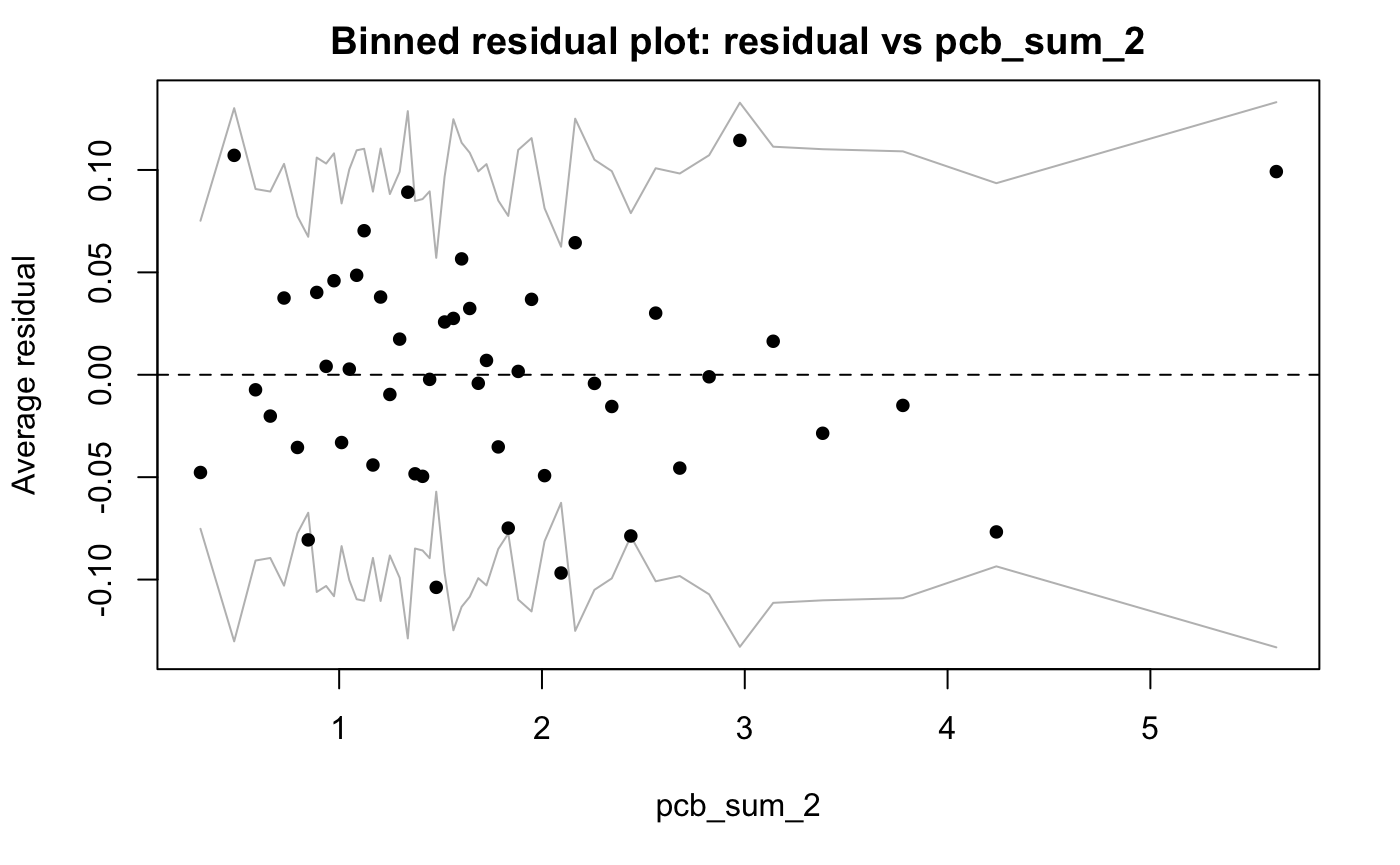 Binned residual plot: residual vs pcb_sum_2
Average residual
0.10
0.05
0.00
-0.05
-0.10
1 2 3 4 5
pcb_sum_2